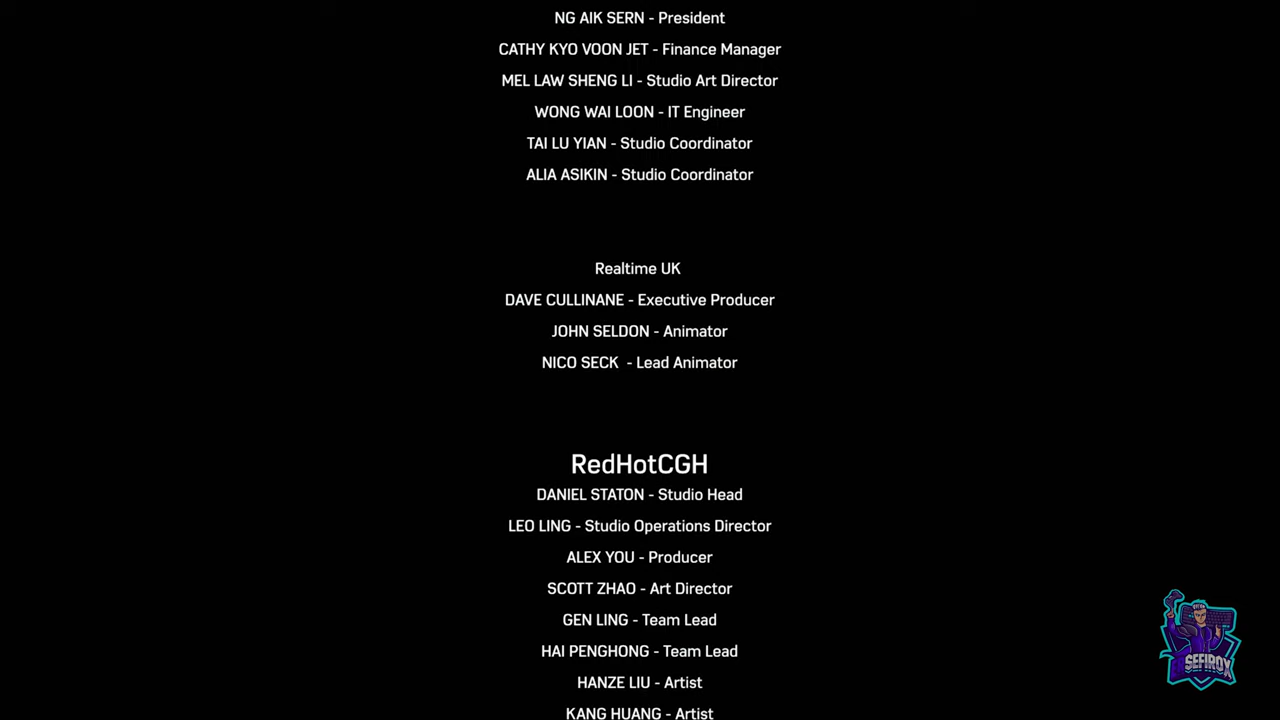 NG AIK SERN - President
CATHY KYO VOON JET - Finance Manager
MEL LAW SHENG LI - Studio Art Director
WONG WAI LOON - IT Engineer
TAI LU YIAN - Studio Coordinator
ALIA ASIKIN - Studio Coordinator
Realtime UK
DAVE CULLINANE - Executive Producer
JOHN SELDON - Animator
NICO SECK  - Lead Animator
RedHotCGH
DANIEL STATON - Studio Head
LEO LING - Studio Operations Director
ALEX YOU - Producer
SCOTT ZHAO - Art Director
GEN LING - Team Lead
HAI PENGHONG - Team Lead
HANZE LIU - Artist
KANG HUANG - Artist
SEFIROX